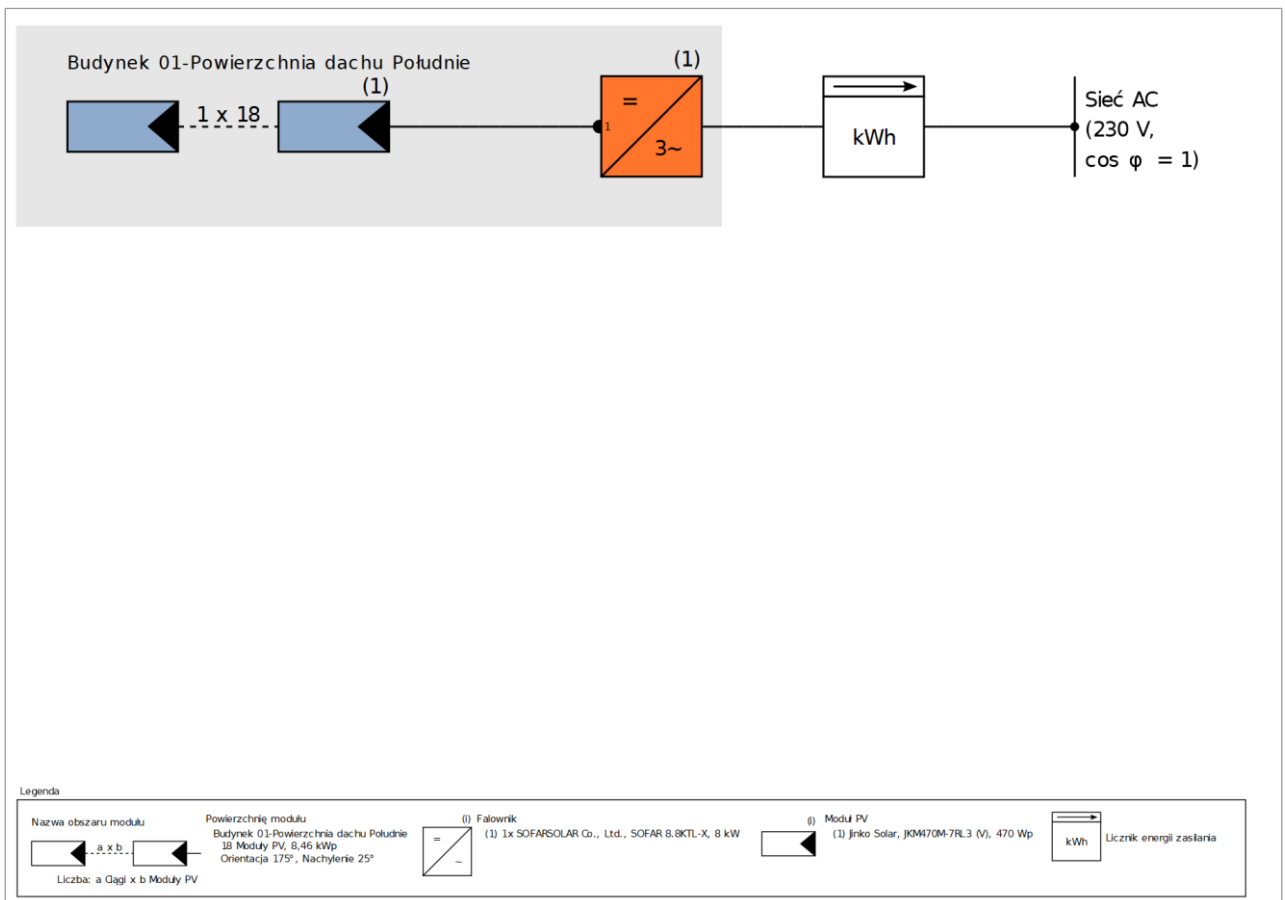 Budynek 01-Powierzchnia dachu Południe
(1)
(1)
1 x 18
=
1
3~
kWh
Sieć AC
(230 V,
cos φ = 1)
Legenda
Nazwa obszaru modułu
a x b
Liczba: a Ciągi x b Moduły PV
Powierzchnię modułu
Budynek 01-Powierzchnia dachu Południe
18 Moduły PV, 8,46 kWp
Orientacja 175°, Nachylenie 25°
(i) Falownik
=
~
(1) 1x SOFARSOLAR Co., Ltd., SOFAR 8.8KTL-X, 8 kW
(i) Moduł PV
(1) Jinko Solar, JKM470M-7RL3 (V), 470 Wp
kWh
Licznik energii zasilania